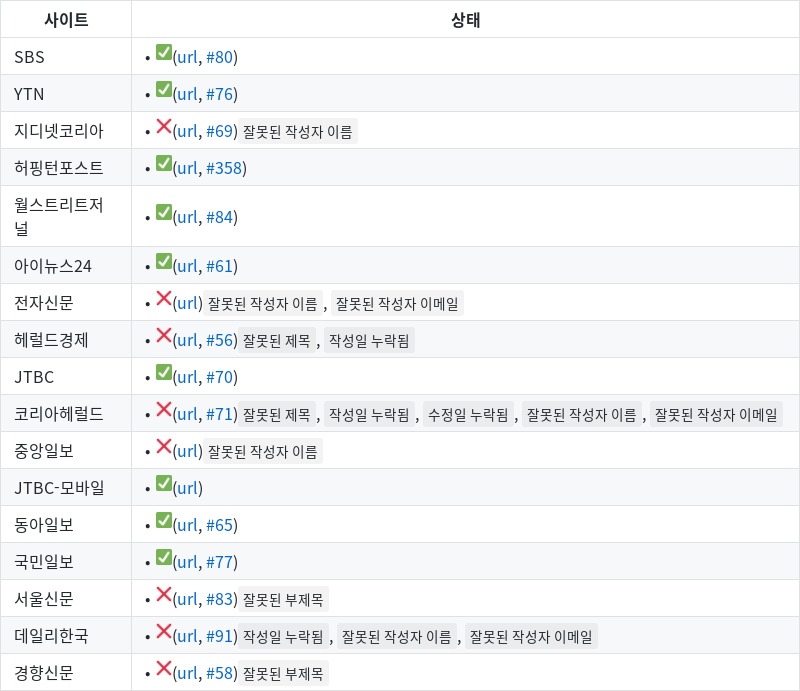 사이트 상태
SBS • ✅(url, #80)
YTN • ✅(url, #76)
지디넷코리아 • ❌(url, #69) 잘못된 작성자 이름
허핑턴포스트 • ✅(url, #358)
월스트리트저
널 • ✅(url, #84)
아이뉴스24 • ✅(url, #61)
전자신문 • ❌(url) 잘못된 작성자 이름 , 잘못된 작성자 이메일
헤럴드경제 • ❌(url, #56) 잘못된 제목 , 작성일 누락됨
JTBC • ✅(url, #70)
코리아헤럴드 • ❌(url, #71) 잘못된 제목 , 작성일 누락됨 , 수정일 누락됨 , 잘못된 작성자 이름 , 잘못된 작성자 이메일
중앙일보 • ❌(url) 잘못된 작성자 이름
JTBC-모바일 • ✅(url)
동아일보 • ✅(url, #65)
국민일보 • ✅(url, #77)
서울신문 • ❌(url, #83) 잘못된 부제목
데일리한국 • ❌(url, #91) 작성일 누락됨 , 잘못된 작성자 이름 , 잘못된 작성자 이메일
경향신문 • ❌(url, #58) 잘못된 부제목